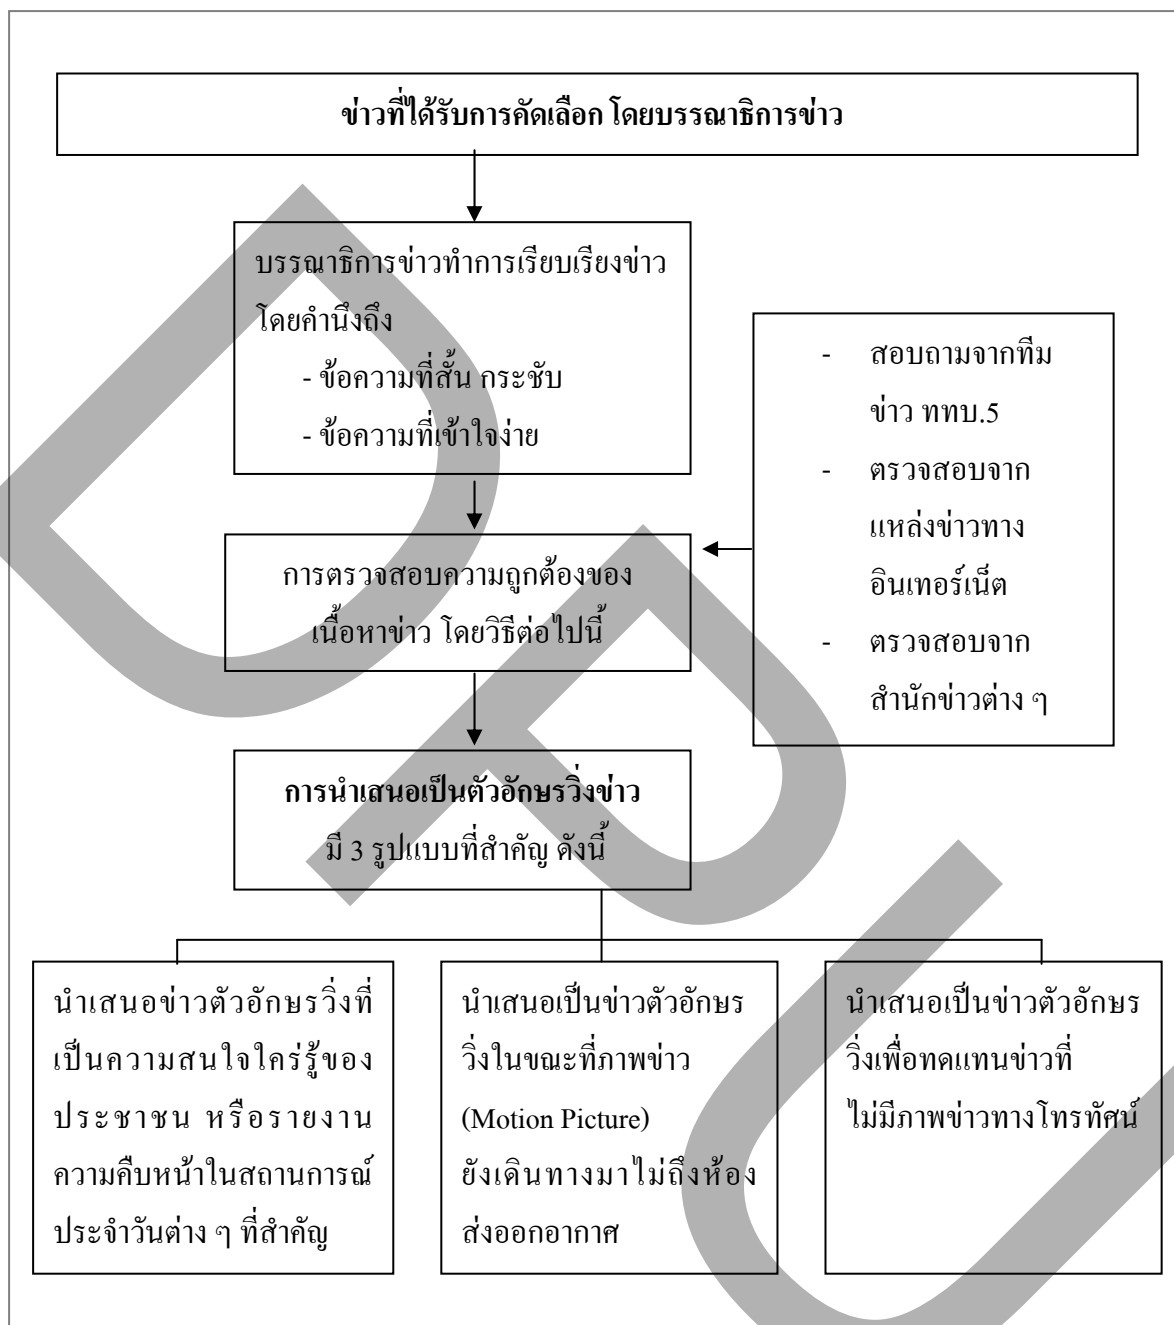 ข่าวที่ได้รับการคัดเลือก โดยบรรณาธิการข่าว
บรรณาธิการข่าวทำการเรียบเรียงข่าว
โดยคำนึงถึง
- ข้อความที่สั้น กระชับ
- ข้อความที่เข้าใจง่าย
- สอบถามจากทีม
ข่าว ททบ.5
- ตรวจสอบจาก
แหล่งข่าวทาง
อินเทอร์เน็ต
- ตรวจสอบจาก
สำนักข่าวต่าง ๆ
การตรวจสอบความถูกต้องของ
เนื้อหาข่าว โดยวิธีต่อไปนี้
การนำเสนอเป็นตัวอักษรวิ่งข่าว
มี 3 รูปแบบที่สำคัญ ดังนี้
นำเสนอข่าวตัวอักษรวิ่งที่
เป็นความสนใจใคร่รู้ของ
ประชาชน หรือรายงาน
ความคืบหน้าในสถานการณ์
ประจำวันต่าง ๆ ที่สำคัญ
นำเสนอเป็นข่าวตัวอักษร
วิ่งในขณะที่ภาพข่าว
(Motion Picture)
ยังเดินทางมาไม่ถึงห้อง
ส่งออกอากาศ
นำเสนอเป็นข่าวตัวอักษร
วิ่งเพื่อทดแทนข่าวที่
ไม่มีภาพข่าวทางโทรทัศน์
DPU